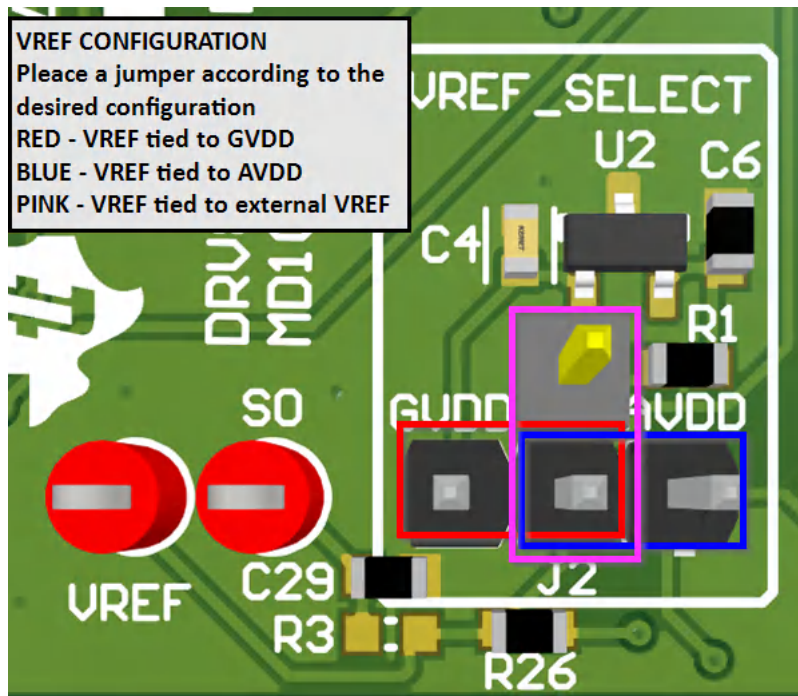 VREF CONFIGURATION
Pleace a jumper according to the
desired configuration
RED - VREF tied to GVDD
BLUE - VREF tied to AVDD
PINK - VREF tied to external VREF
VREF_SELECT
U2
C6
C4
R1
SO
GVDD
AVDD
VREF
C29
J2
R3
R26